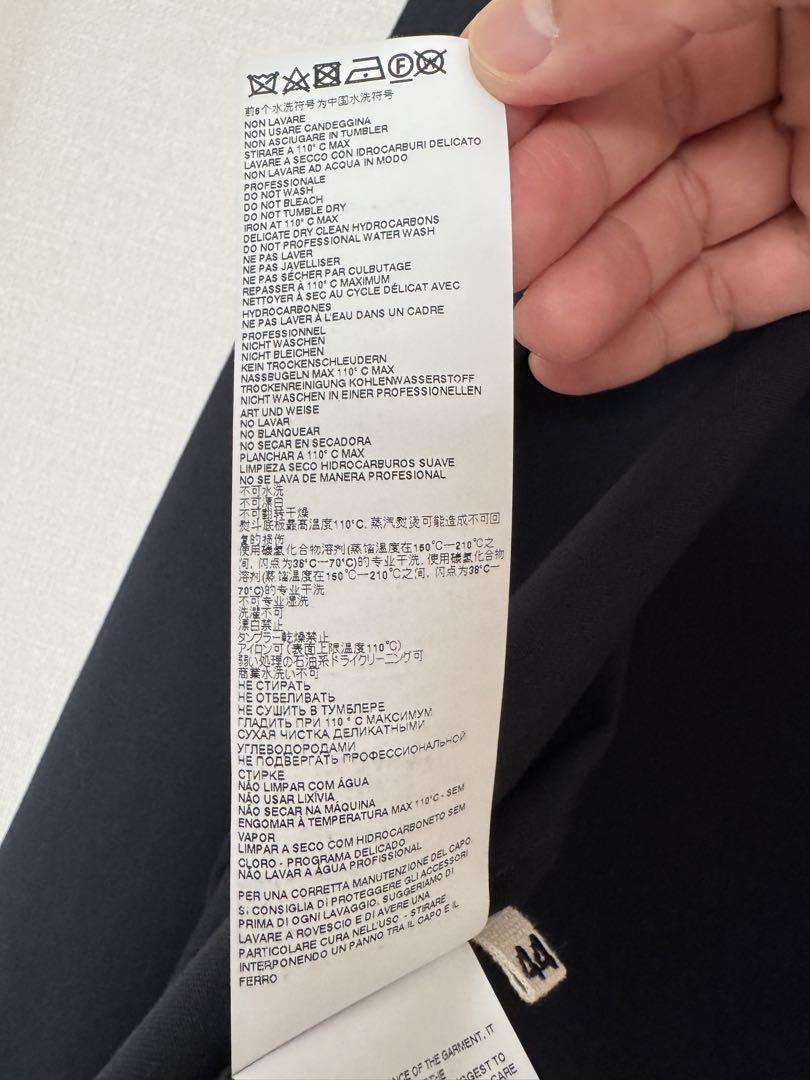 前5个水洗符号为中国水洗符号
NON LAVARE
NON USARE CANDEGGINA
NON ASCIUGARE IN TUMBLER
STIRARE A 110° C MAX
LAVARE A SECCO CON IDROCARBURI DELICATO
NON LAVARE AD ACQUA IN MODO
PROFESSIONALE
DO NOT WASH
DO NOT BLEACH
DO NOT TUMBLE DRY
IRON AT 110° C MAX
DELICATE DRY CLEAN HYDROCARBONS
DO NOT PROFESSIONAL WATER WASH
NE PAS LAVER
NE PAS JAVELLISER
NE PAS SÉCHER PAR CULBUTAGE
REPASSER À 110° C MAXIMUM
NETTOYER À SEC AU CYCLE DÉLICAT AVEC
HYDROCARBONES
NE PAS LAVER À L'EAU DANS UN CADRE
PROFESSIONNEL
NICHT WASCHEN
NICHT BLEICHEN
KEIN TROCKENSCHLEUDERN
NASSBUGELN MAX 110° C MAX
TROCKENREINIGUNG KOHLENWASSERSTOFF
NICHT WASCHEN IN EINER PROFESSIONELLEN
ART UND WEISE
NO LAVAR
NO BLANQUEAR
NO SECAR EN SECADORA
PLANCHAR A 110° C MAX
LIMPIEZA SECO HIDROCARBUROS SUAVE
NO SE LAVA DE MANERA PROFESIONAL
不可水洗
不可漂白
不可翻转干燥
熨斗底板最高温度110°C, 蒸汽熨烫可能造成不可回
复的损伤
使用碳氢化合物溶剂(蒸馏温度在150°C—210°C之
间, 闪点为38°C—70°C)的专业干洗, 使用碳氢化合物
溶剂(蒸馏温度在150°C—210°C之间, 闪点为38°C—
70°C)的专业干洗
不可专业湿洗
洗濯不可
漂白禁止
タンブラー乾燥禁止
アイロン可 (表面上限温度110°C)
弱い処理の石油系ドライクリーニング可
商業水洗い不可
НЕ СТИРАТЬ
НЕ ОТБЕЛИВАТЬ
НЕ СУШИТЬ В ТУМБЛЕРЕ
ГЛАДИТЬ ПРИ 110 ° C МАКСИМУМ
СУХАЯ ЧИСТКА ДЕЛИКАТНЫМИ
УГЛЕВОДОРОДАМИ
НЕ ПОДВЕРГАТЬ ПРОФЕССИОНАЛЬНОЙ
СТИРКЕ
NÃO LIMPAR COM ÁGUA
NÃO USAR LIXÍVIA
NÃO SECAR NA MÁQUINA
ENGOMAR À TEMPERATURA MAX 110°C - SEM
VAPOR
LIMPAR A SECO COM HIDROCARBONETO SEM
CLORO - PROGRAMA DELICADO
NÃO LAVAR A ÁGUA PROFISSIONAL
PER UNA CORRETTA MANUTENZIONE DEL CAPO,
SI CONSIGLIA DI PROTEGGERE GLI ACCESSORI
PRIMA DI OGNI LAVAGGIO. SUGGERIAMO DI
LAVARE A ROVESCIO E DI AVERE UNA
PARTICOLARE CURA NELL'USO - STIRARE
INTERPONENDO UN PANNO TRA IL CAPO E IL
FERRO
44
NCE OF THE GARMENT, IT
THE
GGEST TO
CARE